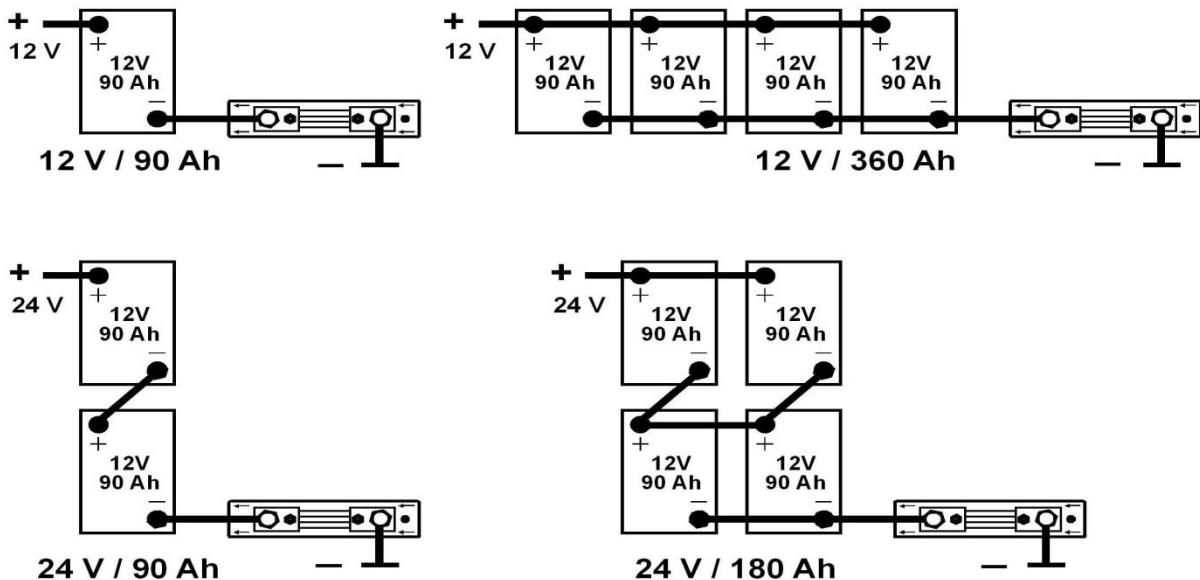 +
12 V
+
12V
90 Ah
—
12 V / 90 Ah
—
+
12 V
+
12V
90 Ah
—
+
12V
90 Ah
—
+
12V
90 Ah
—
+
12V
90 Ah
—
12 V / 360 Ah
—
+
24 V
+
12V
90 Ah
—
+
12V
90 Ah
—
24 V / 90 Ah
—
+
24 V
+
12V
90 Ah
—
+
12V
90 Ah
—
+
12V
90 Ah
—
+
12V
90 Ah
—
24 V / 180 Ah
—